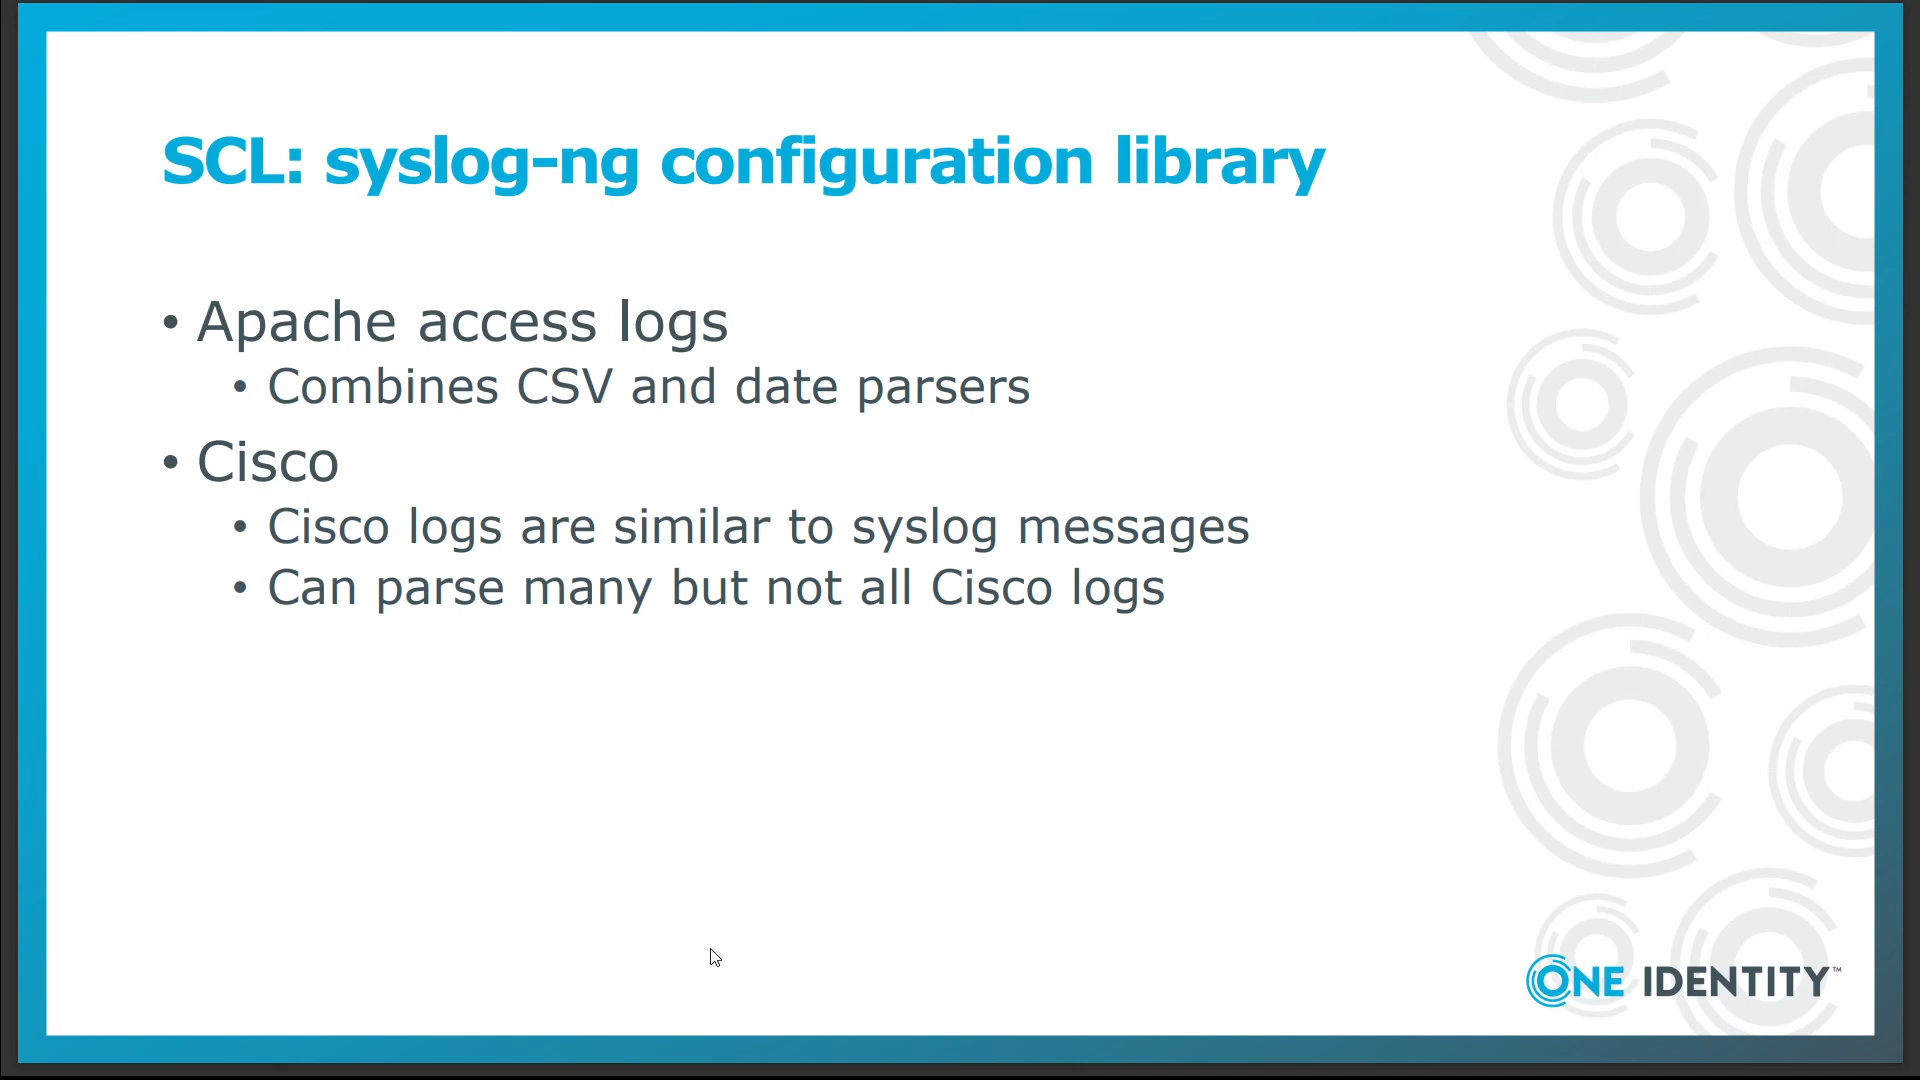 SCL: syslog-ng configuration library
• Apache access logs
• Combines CSV and date parsers
• Cisco
• Cisco logs are similar to syslog messages
• Can parse many but not all Cisco logs
ONE IDENTITY™